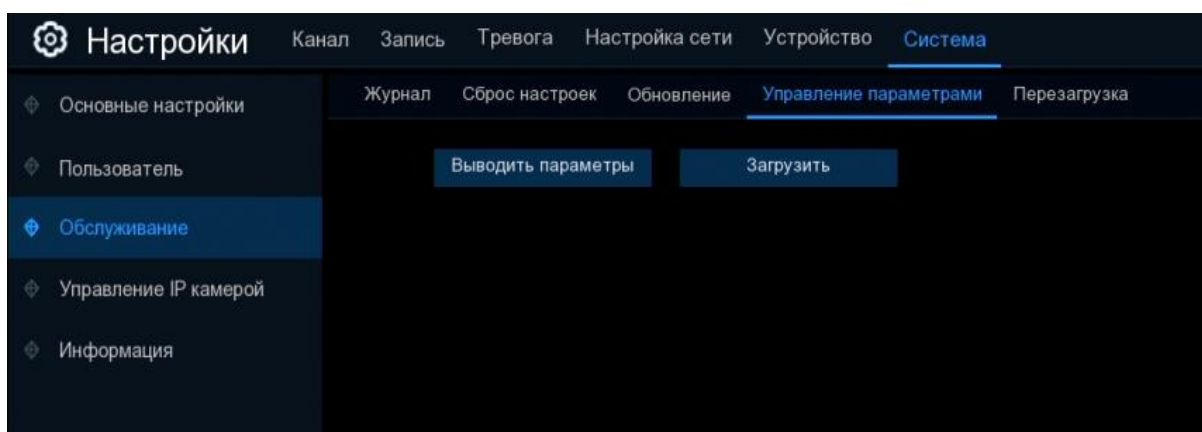 Настройки Канал Запись Тревога Настройка сети Устройство Система
Основные настройки
Журнал Сброс настроек Обновление Управление параметрами Перезагрузка
Пользователь
Выводить параметры Загрузить
Обслуживание
Управление IP камерой
Информация